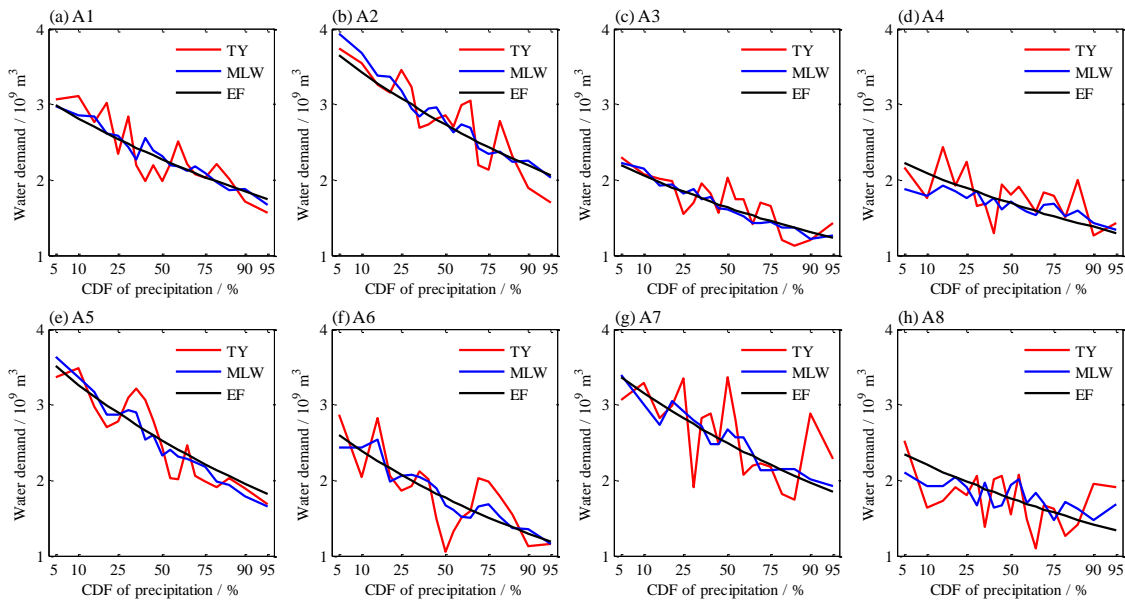 (a) A1
Water demand / 10⁹ m³
4
3
2
1
TY
MLW
EF
5 10 25 50 75 90 95
CDF of precipitation / %
(b) A2
Water demand / 10⁹ m³
4
3
2
1
TY
MLW
EF
5 10 25 50 75 90 95
CDF of precipitation / %
(c) A3
Water demand / 10⁹ m³
4
3
2
1
TY
MLW
EF
5 10 25 50 75 90 95
CDF of precipitation / %
(d) A4
Water demand / 10⁹ m³
4
3
2
1
TY
MLW
EF
5 10 25 50 75 90 95
CDF of precipitation / %
(e) A5
Water demand / 10⁹ m³
4
3
2
1
TY
MLW
EF
5 10 25 50 75 90 95
CDF of precipitation / %
(f) A6
Water demand / 10⁹ m³
4
3
2
1
TY
MLW
EF
5 10 25 50 75 90 95
CDF of precipitation / %
(g) A7
Water demand / 10⁹ m³
4
3
2
1
TY
MLW
EF
5 10 25 50 75 90 95
CDF of precipitation / %
(h) A8
Water demand / 10⁹ m³
4
3
2
1
TY
MLW
EF
5 10 25 50 75 90 95
CDF of precipitation / %